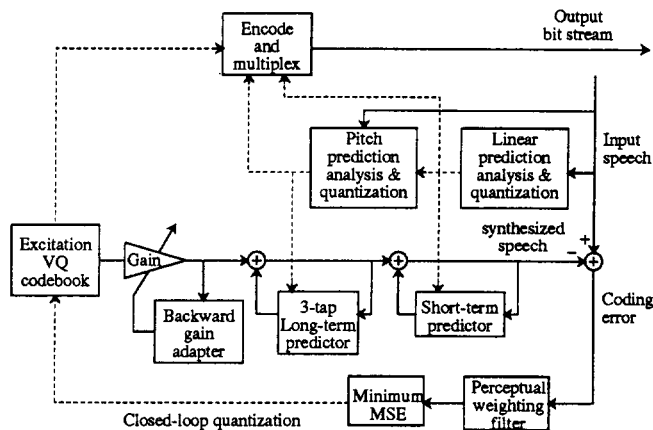 Output
bit stream
Encode
and
multiplex
Pitch
prediction
analysis &
quantization
Linear
prediction
analysis &
quantization
Input
speech
synthesized
speech
+
−
Excitation
VQ
codebook
Gain
+
+
+
Backward
gain
adapter
3-tap
Long-term
predictor
Short-term
predictor
Coding
error
Minimum
MSE
Perceptual
weighting
filter
Closed-loop quantization